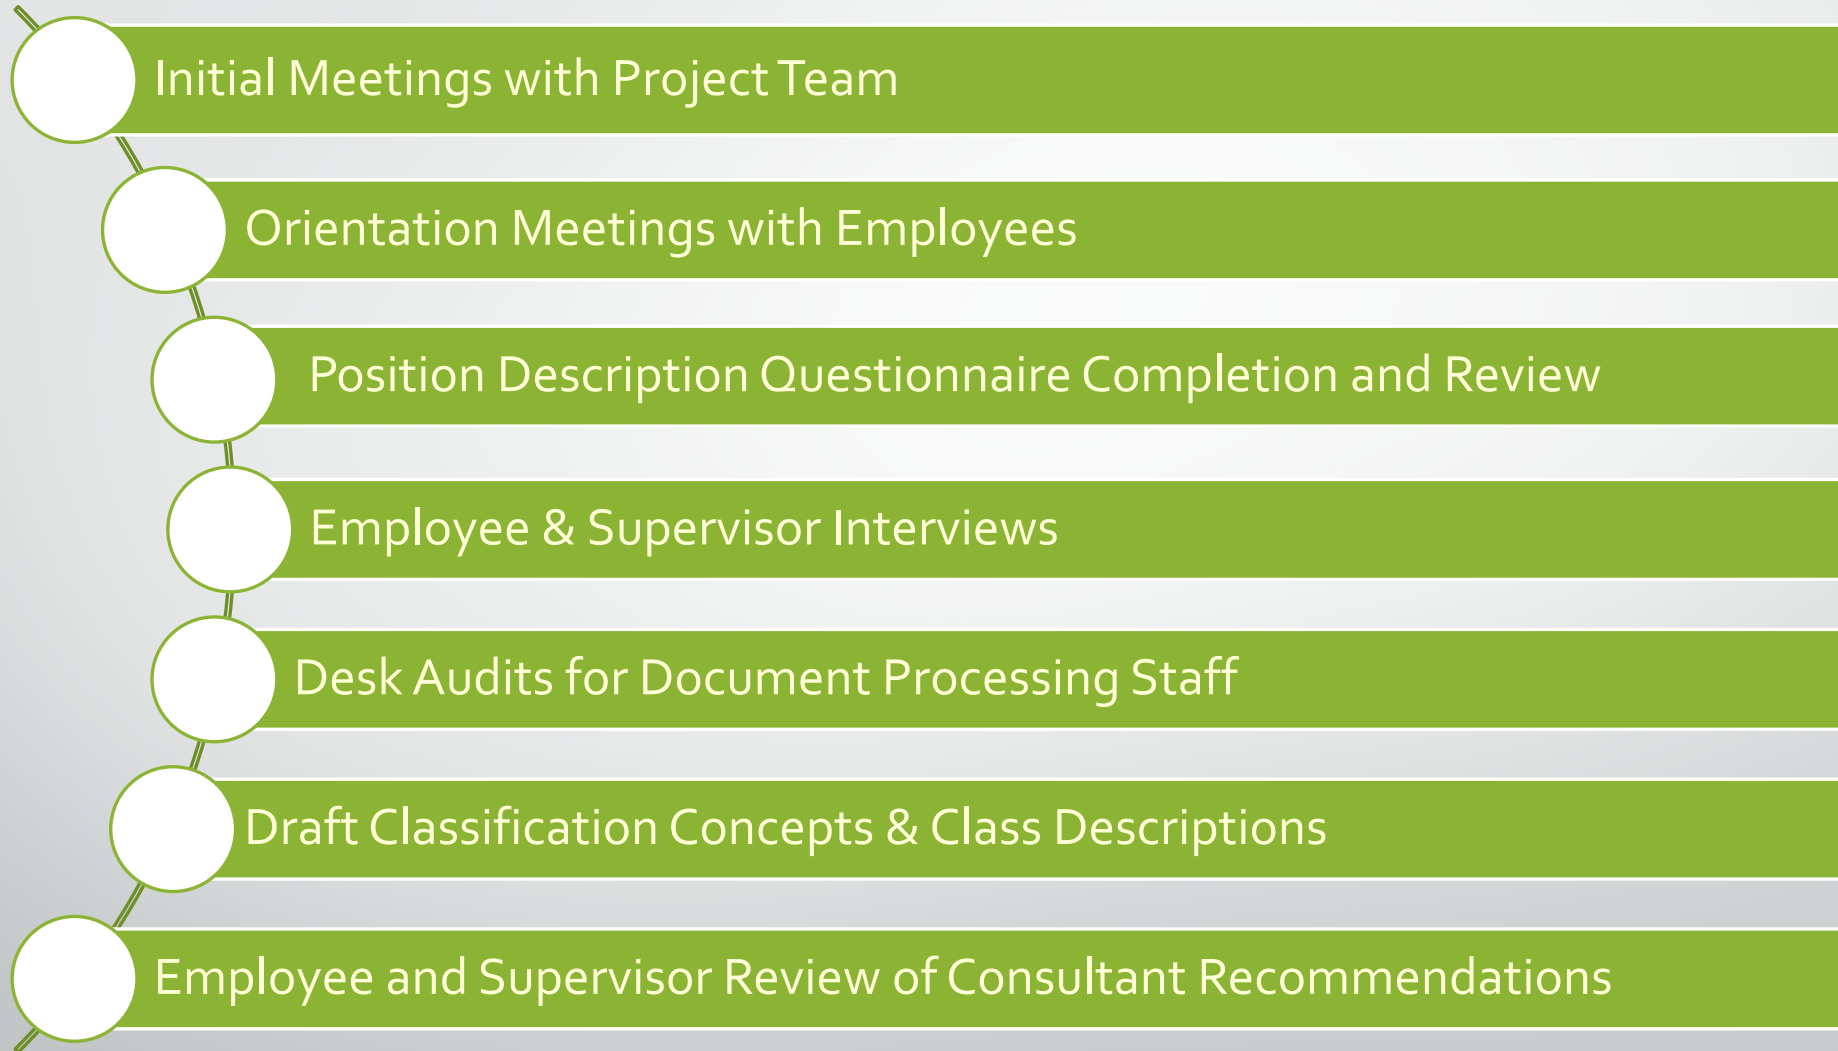 Initial Meetings with Project Team
Orientation Meetings with Employees
Position Description Questionnaire Completion and Review
Employee & Supervisor Interviews
Desk Audits for Document Processing Staff
Draft Classification Concepts & Class Descriptions
Employee and Supervisor Review of Consultant Recommendations